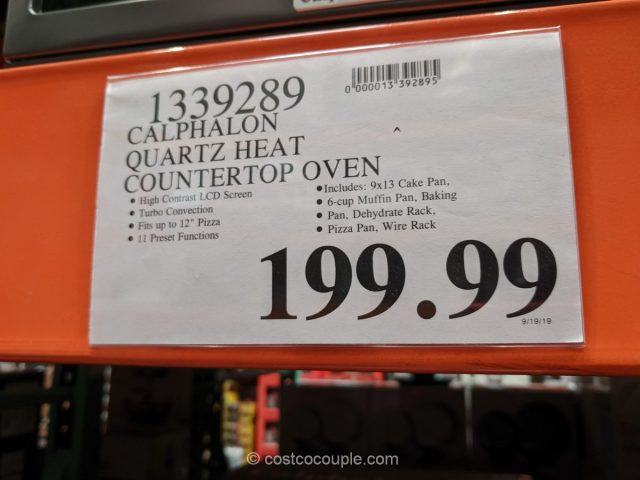 1339289
0 000013 392895
CALPHALON
QUARTZ HEAT
COUNTERTOP OVEN
• High Contrast LCD Screen
• Turbo Convection
• Fits up to 12" Pizza
• 11 Preset Functions
• Includes: 9x13 Cake Pan,
• 6-cup Muffin Pan, Baking
• Pan, Dehydrate Rack,
• Pizza Pan, Wire Rack
199.99
9/19/19
© costcocouple.com